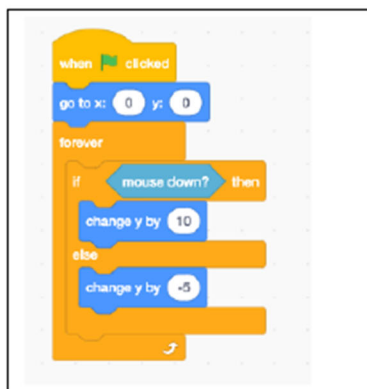 when clicked
go to x: 0 y: 0
forever
if mouse down? then
change y by 10
else
change y by -5